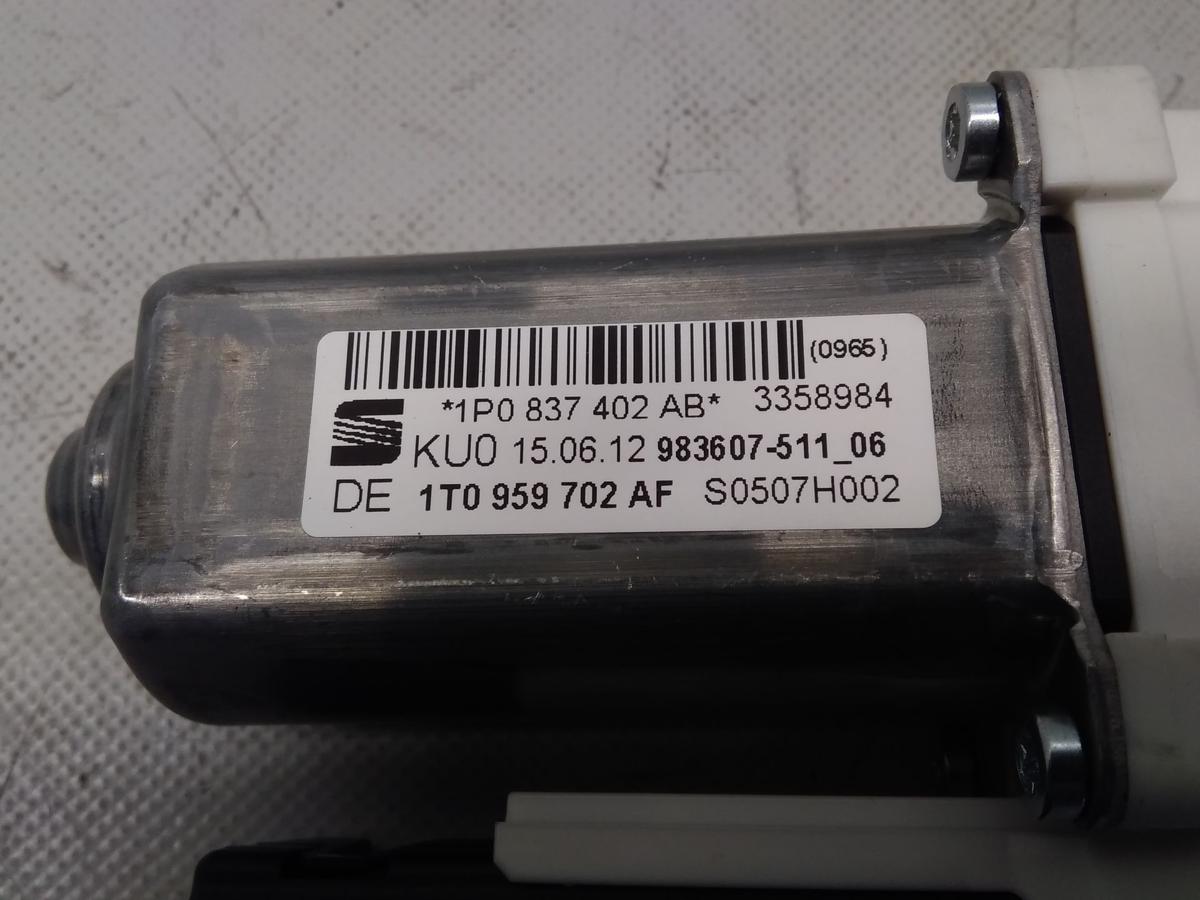 (0965)
*1P0 837 402 AB* 3358984
KU0 15.06.12 983607-511_06
DE 1T0 959 702 AF S0507H002